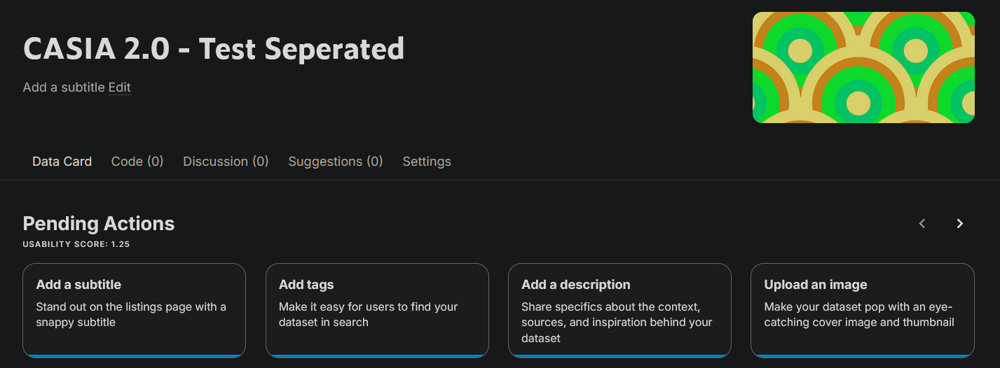 CASIA 2.0 - Test Seperated
Add a subtitle Edit
Data Card Code (0) Discussion (0) Suggestions (0) Settings
Pending Actions
USABILITY SCORE: 1.25
Add a subtitle
Stand out on the listings page with a
snappy subtitle
Add tags
Make it easy for users to find your
dataset in search
Add a description
Share specifics about the context,
sources, and inspiration behind your
dataset
Upload an image
Make your dataset pop with an eye-
catching cover image and thumbnail